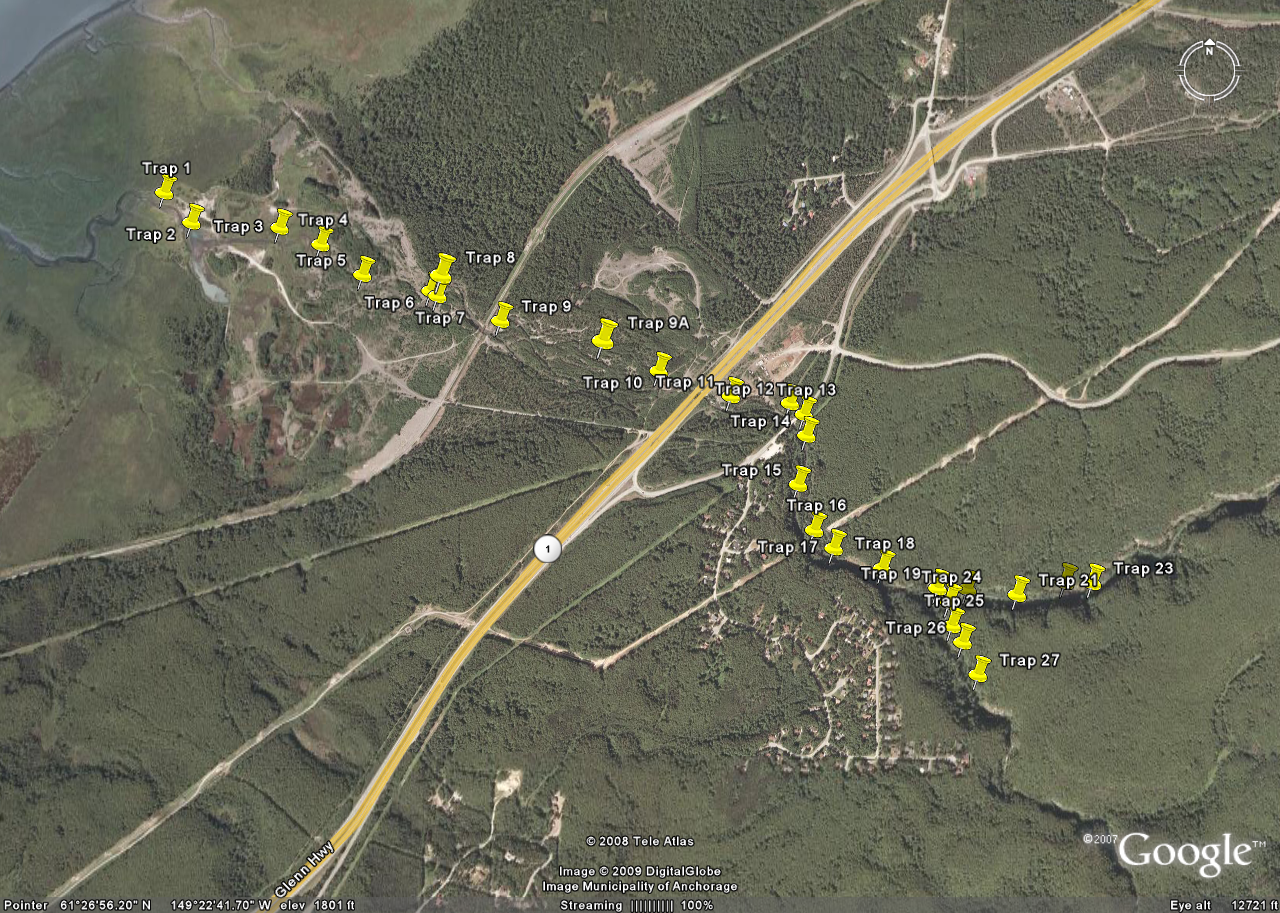 N
Trap 1
Trap 2
Trap 3
Trap 4
Trap 5
Trap 8
Trap 6
Trap 7
Trap 9
Trap 9A
Trap 10
Trap 11
Trap 12
Trap 13
Trap 14
Trap 15
Trap 16
Trap 17
Trap 18
Trap 19
Trap 24
Trap 21
Trap 23
Trap 25
Trap 26
Trap 27
1
Glenn Hwy
© 2008 Tele Atlas
Image © 2009 DigitalGlobe
Image Municipality of Anchorage
©2007 Google™
Pointer 61°26'56.20" N 149°22'41.70" W elev 1801 ft
Streaming ||||||||| 100%
Eye alt 12721 ft